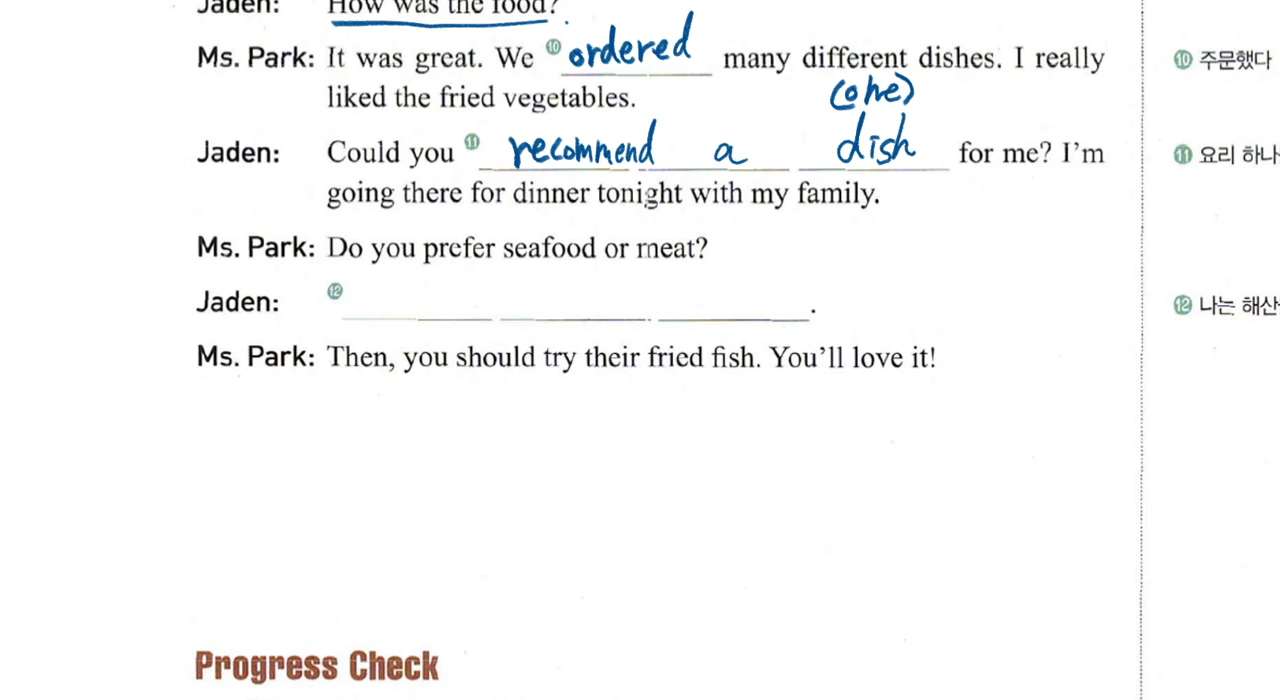 Jaden: How was the food?
Ms. Park: It was great. We ⑩ ordered many different dishes. I really ⑩ 주문했다
liked the fried vegetables. (one)
Jaden: Could you ⑪ recommend a dish for me? I'm ⑪ 요리 하나
going there for dinner tonight with my family.
Ms. Park: Do you prefer seafood or meat?
Jaden: ⑫ . ⑫ 나는 해산
Ms. Park: Then, you should try their fried fish. You'll love it!
Progress Check